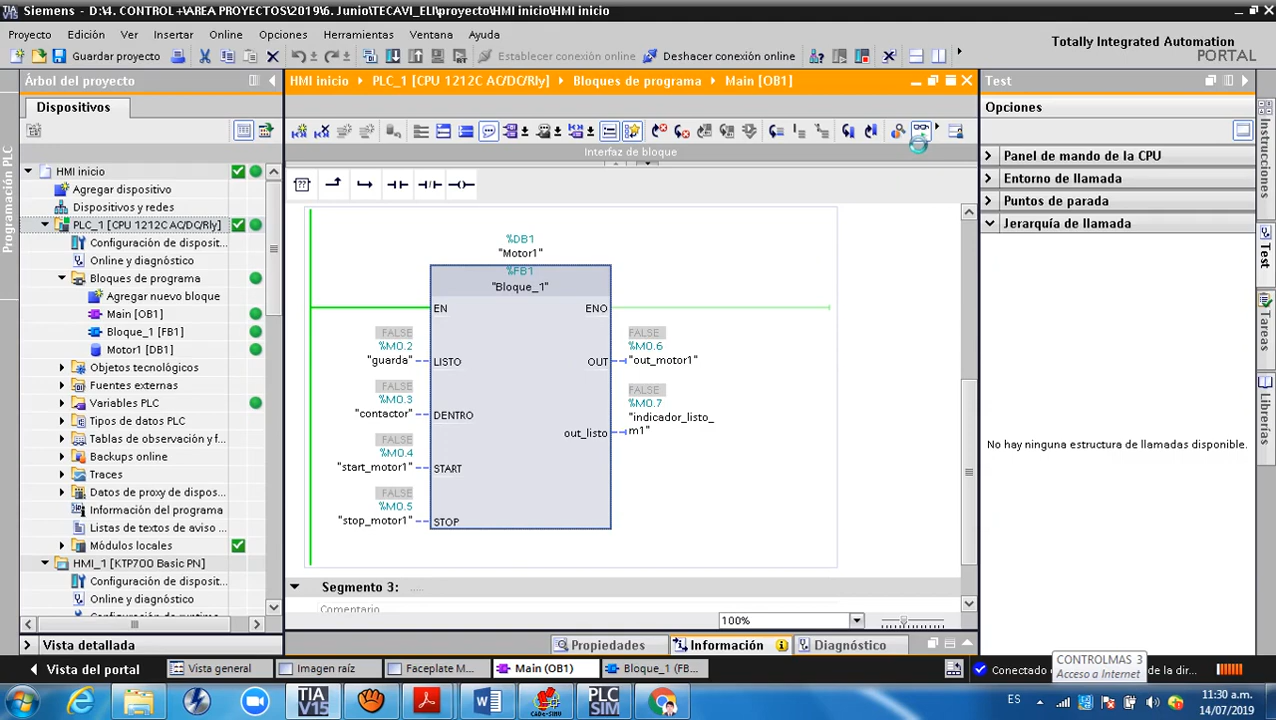 Siemens - D:\4. CONTROL +\AREA PROYECTOS\2019\6. Junio\TECAVI_ELI\proyecto\HMI inicio\HMI inicio
Proyecto Edición Ver Insertar Online Opciones Herramientas Ventana Ayuda
Totally Integrated Automation
PORTAL
Guardar proyecto Establecer conexión online Deshacer conexión online
Árbol del proyecto
HMI inicio PLC_1 [CPU 1212C AC/DC/Rly] Bloques de programa Main [OB1]
Test
Dispositivos
Opciones
Programación PLC
HMI inicio
Agregar dispositivo
Dispositivos y redes
PLC_1 [CPU 1212C AC/DC/Rly]
Configuración de disposit...
Online y diagnóstico
Bloques de programa
Agregar nuevo bloque
Main [OB1]
Bloque_1 [FB1]
Motor1 [DB1]
Objetos tecnológicos
Fuentes externas
Variables PLC
Tipos de datos PLC
Tablas de observación y f...
Backups online
Traces
Datos de proxy de dispos...
Información del programa
Listas de textos de aviso ...
Módulos locales
HMI_1 [KTP700 Basic PN]
Configuración de disposit...
Online y diagnóstico
Vista detallada
Interfaz de bloque
??
%DB1
"Motor1"
%FB1
"Bloque_1"
EN ENO
FALSE
%M0.2
"guarda" LISTO
FALSE
%M0.6
OUT "out_motor1"
FALSE
%M0.3
"contactor" DENTRO
FALSE
%M0.7
"indicador_listo_
out_listo m1"
FALSE
%M0.4
"start_motor1" START
FALSE
%M0.5
"stop_motor1" STOP
Segmento 3: .....
Comentario
100%
Propiedades Información Diagnóstico
Panel de mando de la CPU
Entorno de llamada
Puntos de parada
Jerarquía de llamada
No hay ninguna estructura de llamadas disponible.
Instrucciones
Test
Tareas
Librerías
Vista del portal Vista general Imagen raíz Faceplate M... Main (OB1) Bloque_1 (FB...
Conectado
de la dir...
CONTROLMAS 3
Acceso a Internet
TIA
V15
PLC
SIM
ES
11:30 a.m.
14/07/2019